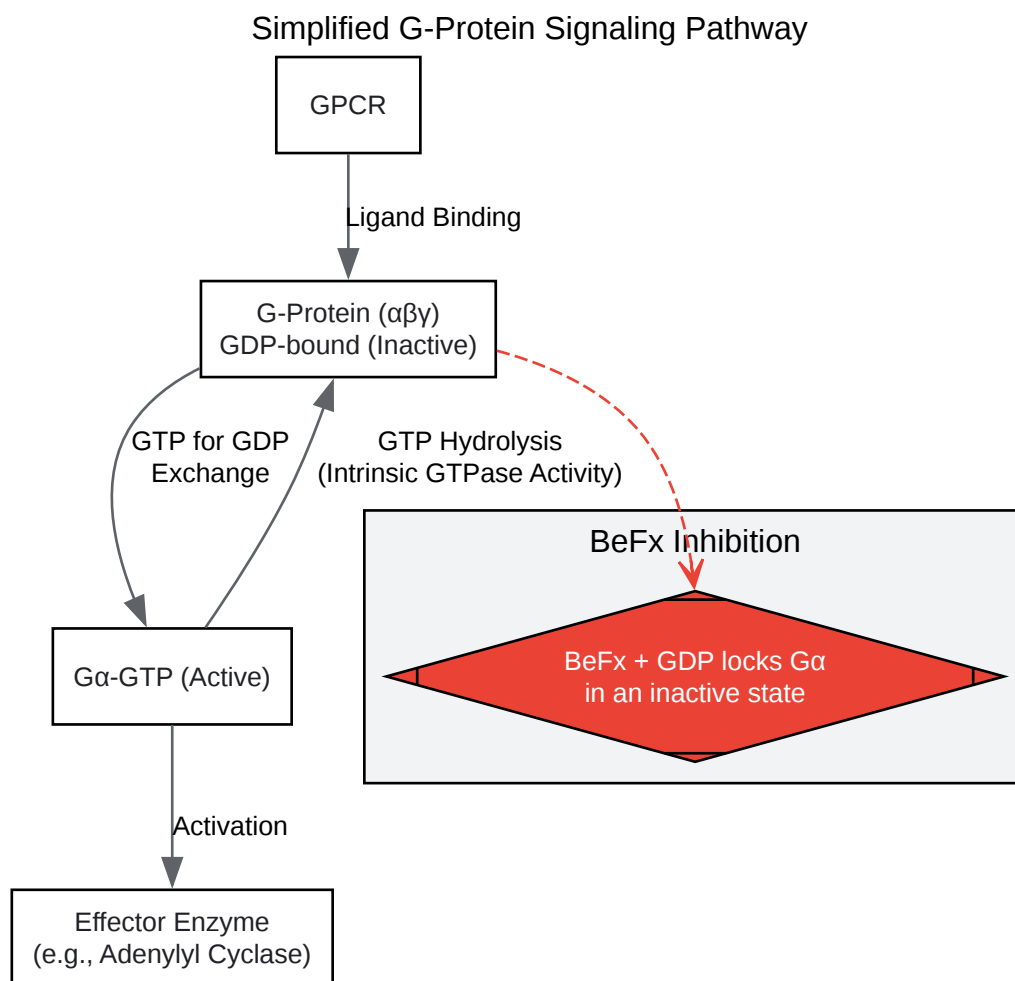 Simplified G-Protein Signaling Pathway
GPCR
Ligand Binding
G-Protein (αβγ)
GDP-bound (Inactive)
GTP for GDP
Exchange
GTP Hydrolysis
(Intrinsic GTPase Activity)
BeFx Inhibition
BeFx + GDP locks Gα
in an inactive state
Gα-GTP (Active)
Activation
Effector Enzyme
(e.g., Adenylyl Cyclase)